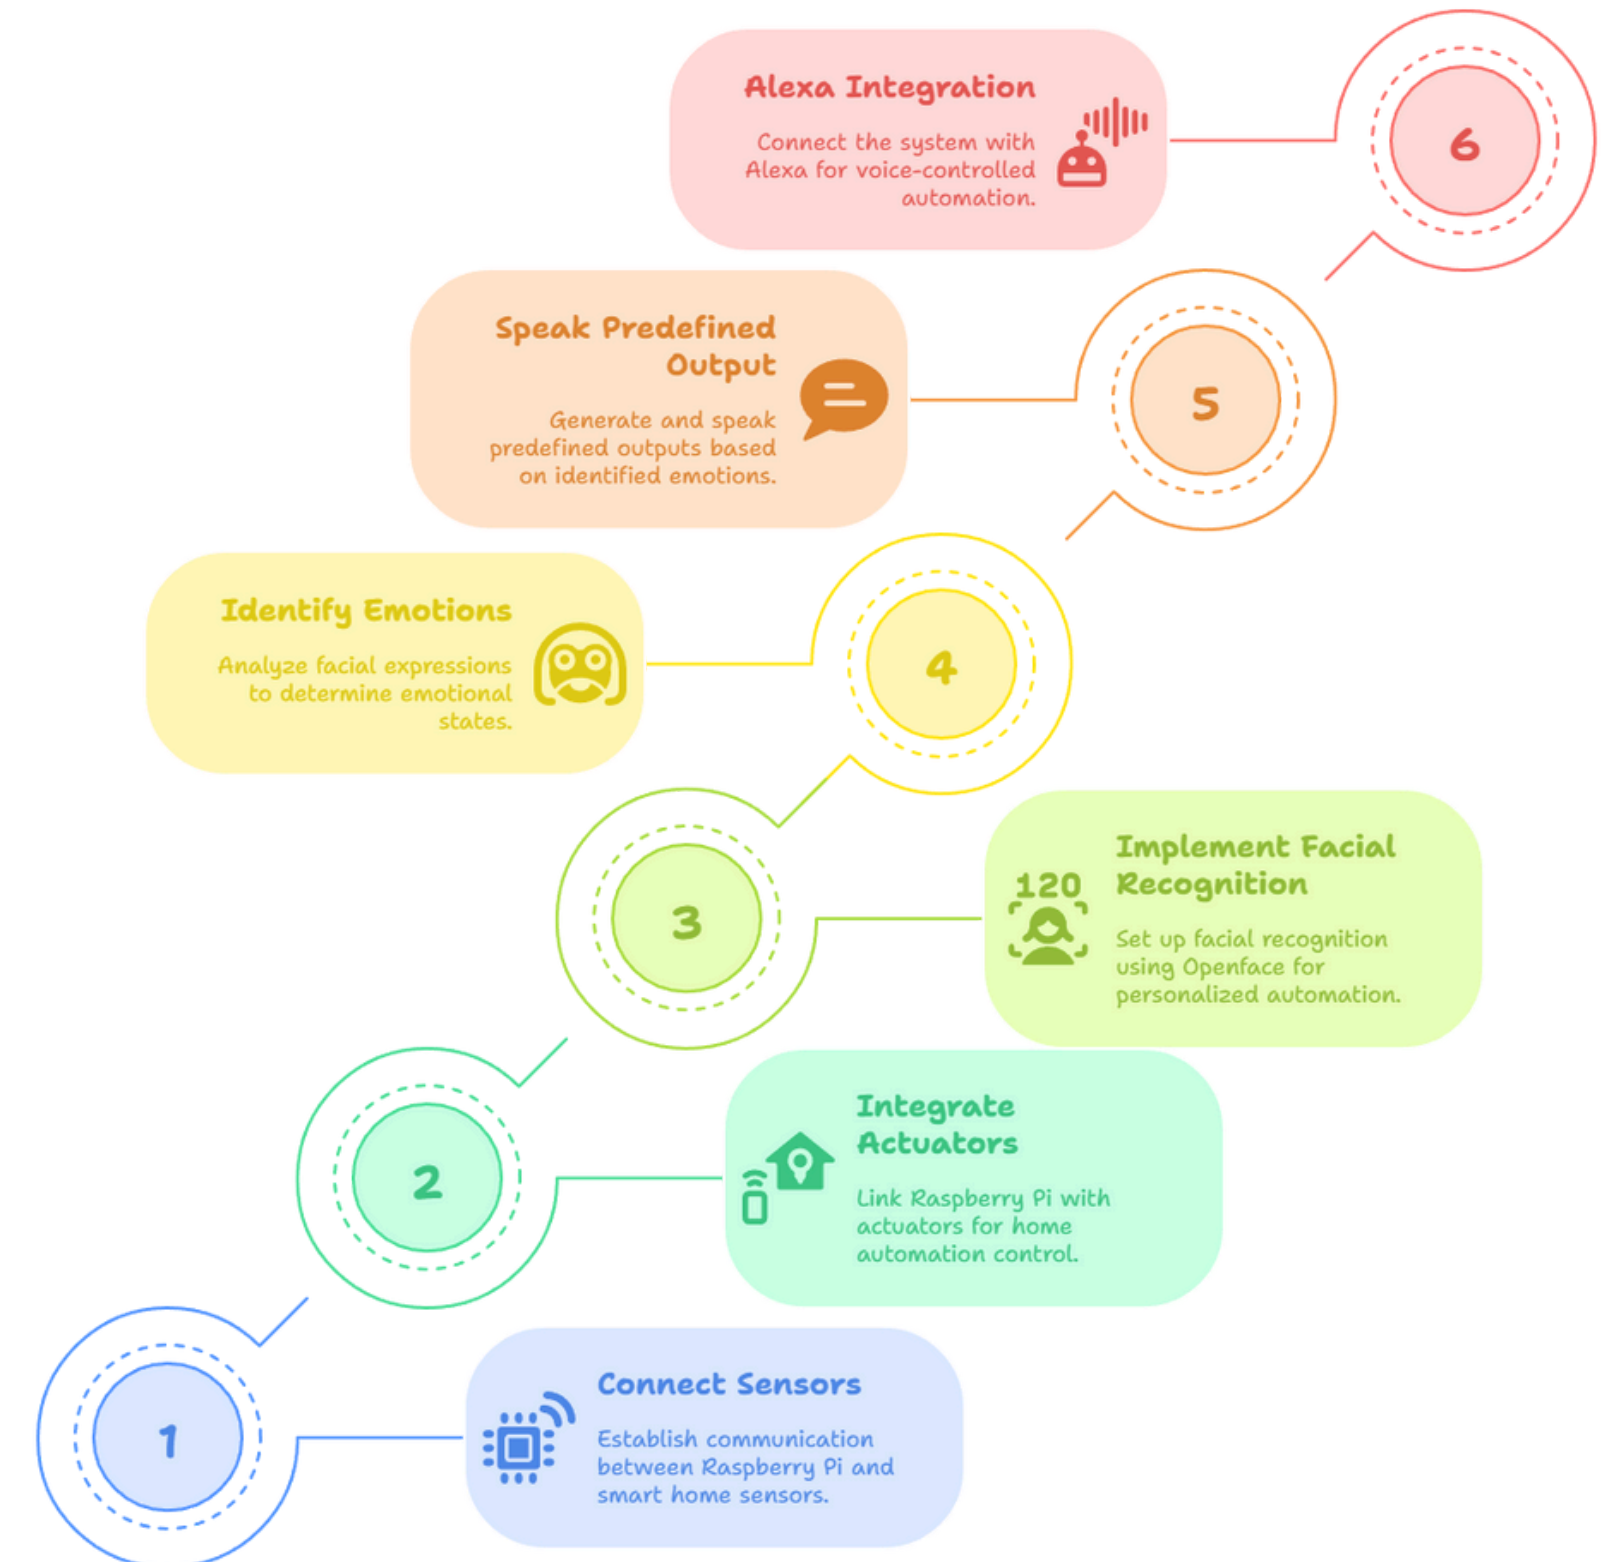 Alexa Integration
Connect the system with
Alexa for voice-controlled
automation.
6
Speak Predefined
Output
Generate and speak
predefined outputs based
on identified emotions.
5
Identify Emotions
Analyze facial expressions
to determine emotional
states.
4
3
120
Implement Facial
Recognition
Set up facial recognition
using Openface for
personalized automation.
2
Integrate
Actuators
Link Raspberry Pi with
actuators for home
automation control.
1
Connect Sensors
Establish communication
between Raspberry Pi and
smart home sensors.